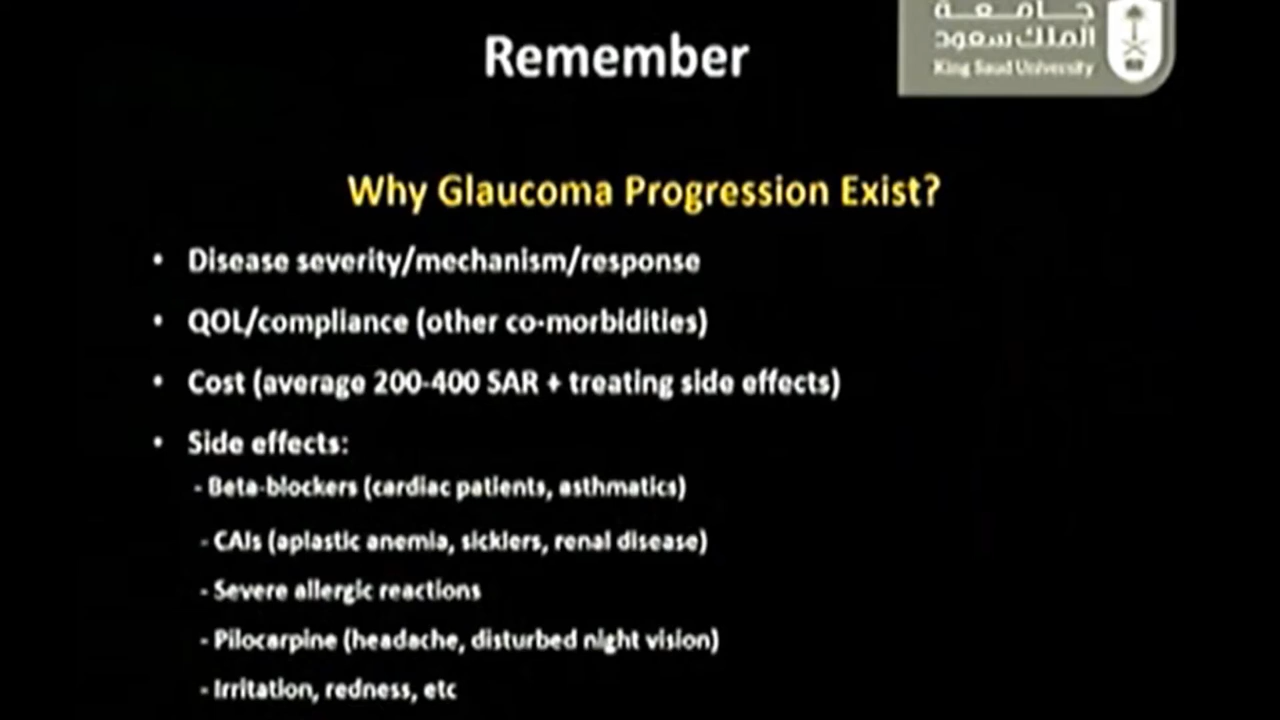 جامعة
الملك سعود
King Saud University
Remember
Why Glaucoma Progression Exist?
• Disease severity/mechanism/response
• QOL/compliance (other co-morbidities)
• Cost (average 200-400 SAR + treating side effects)
• Side effects:
- Beta-blockers (cardiac patients, asthmatics)
- CAIs (aplastic anemia, sicklers, renal disease)
- Severe allergic reactions
- Pilocarpine (headache, disturbed night vision)
- Irritation, redness, etc